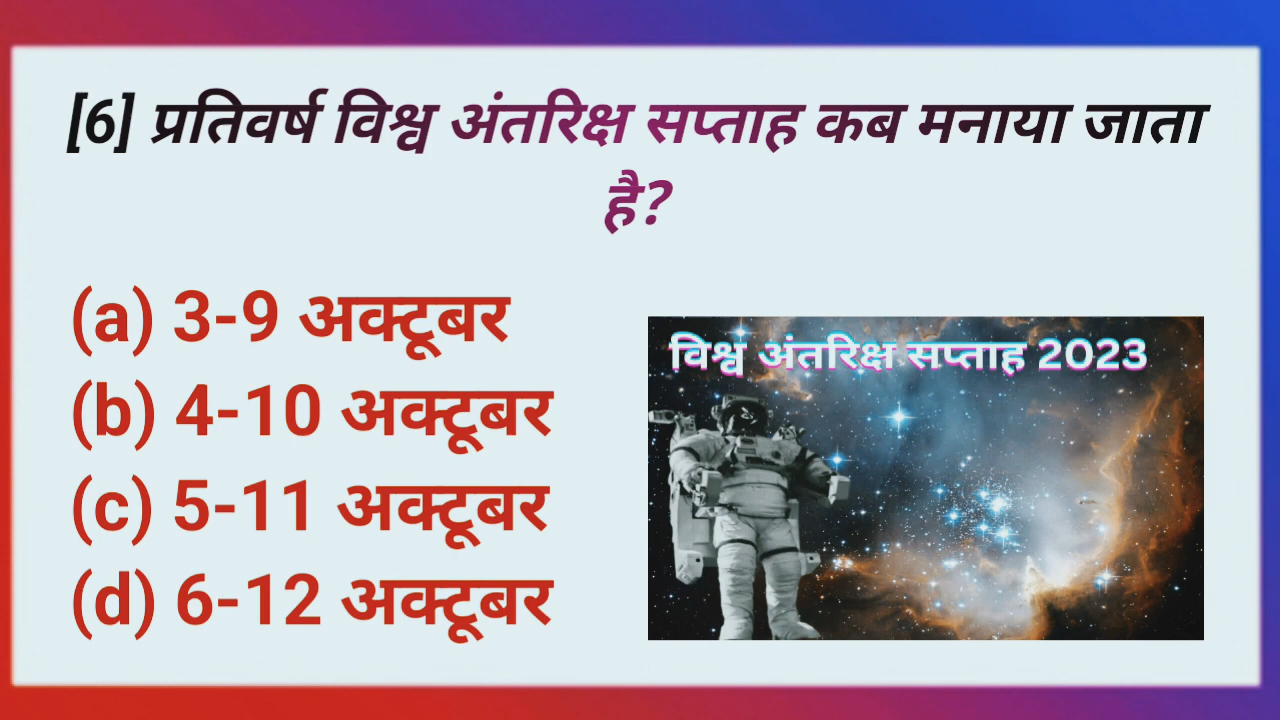 [6] प्रतिवर्ष विश्व अंतरिक्ष सप्ताह कब मनाया जाता
है?
(a) 3-9 अक्टूबर
(b) 4-10 अक्टूबर
(c) 5-11 अक्टूबर
(d) 6-12 अक्टूबर
विश्व अंतरिक्ष सप्ताह 2023